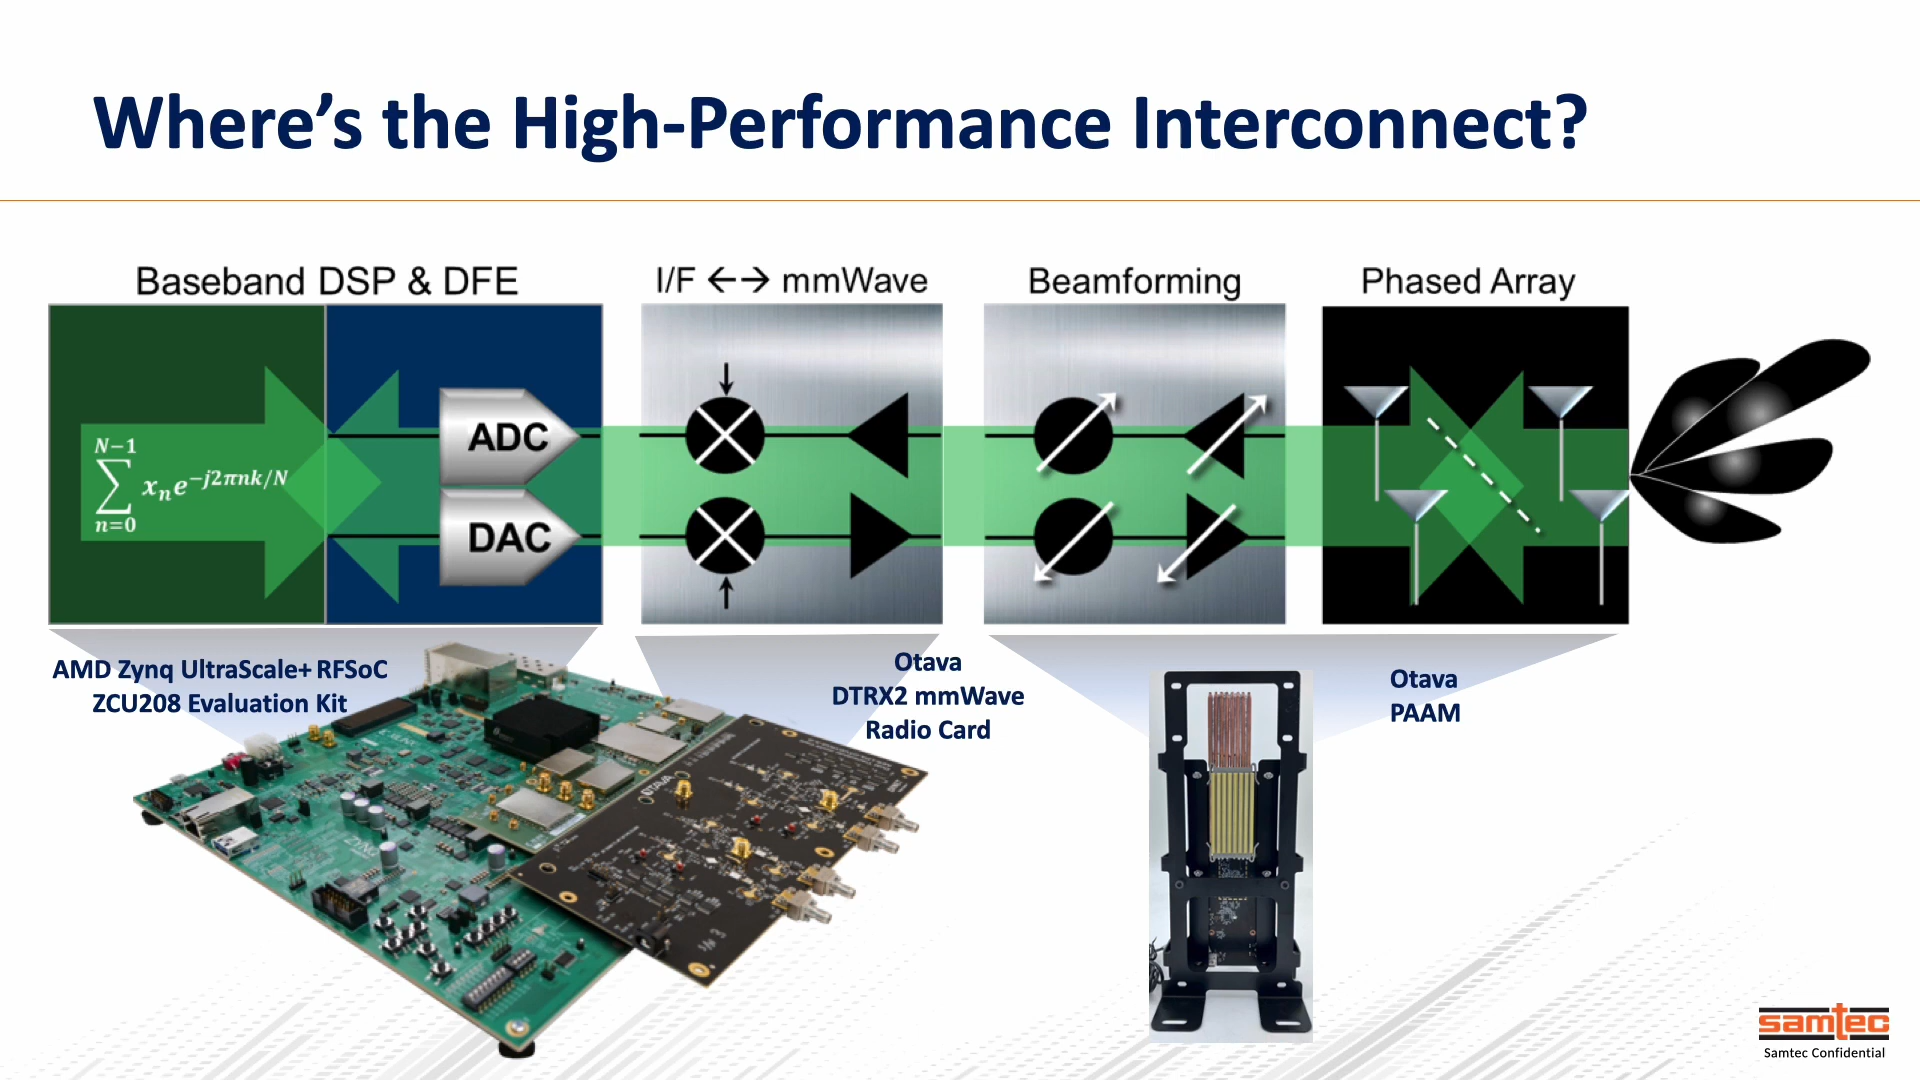 Where's the High-Performance Interconnect?
Baseband DSP & DFE
I/F ←→ mmWave
Beamforming
Phased Array
N−1
∑ xₙe^−j2πnk/N
n=0
ADC
DAC
AMD Zynq UltraScale+ RFSoC
ZCU208 Evaluation Kit
Otava
DTRX2 mmWave
Radio Card
Otava
PAAM
OTAVA
samtec
Samtec Confidential